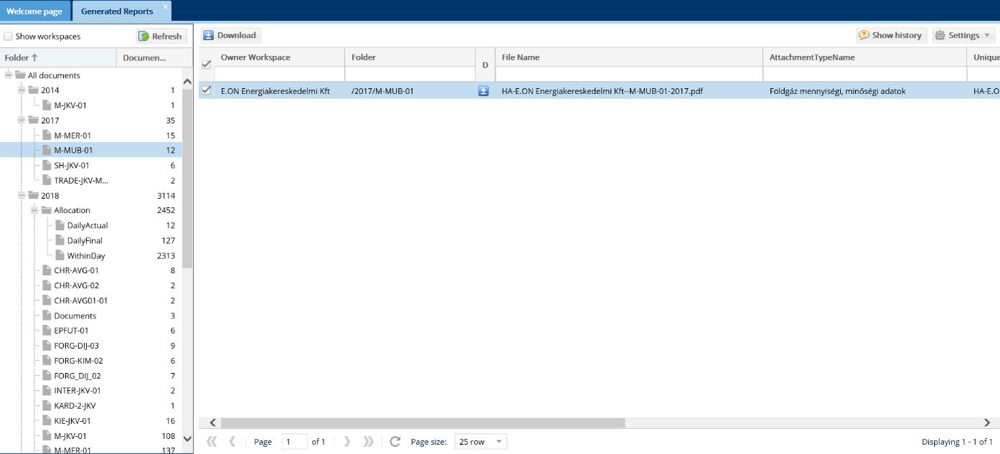 Welcome page
Generated Reports
Show workspaces
Refresh
Folder
Documen...
All documents
2014 1
M-JKV-01 1
2017 35
M-MER-01 15
M-MUB-01 12
SH-JKV-01 6
TRADE-JKV-M... 2
2018 3114
Allocation 2452
DailyActual 12
DailyFinal 127
WithinDay 2313
CHR-AVG-01 8
CHR-AVG-02 2
CHR-AVG01-01 2
Documents 3
EPFUT-01 6
FORG-DIJ-03 9
FORG-KIM-02 6
FORG_DIJ_02 7
INTER-JKV-01 2
KARD-2-JKV 1
KIE-JKV-01 16
M-JKV-01 108
M-MER-01 137
Download
Show history
Settings
Owner Workspace Folder D File Name AttachmentTypeName Unique
E.ON Energiakereskedelmi Kft /2017/M-MUB-01 HA-E.ON Energiakereskedelmi Kft--M-MUB-01-2017.pdf Földgáz mennyiségi, minőségi adatok HA-E.O
Page 1 of 1 Page size: 25 row Displaying 1 - 1 of 1